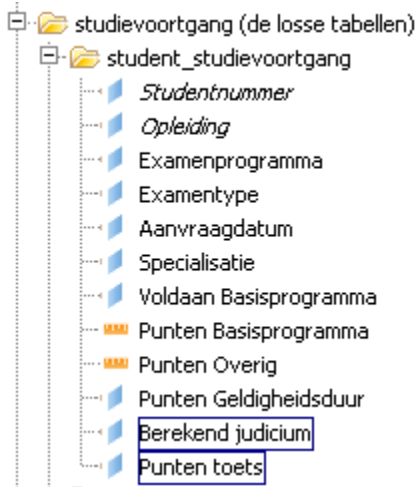 studievoortgang (de losse tabellen)
student_studievoortgang
Studentnummer
Opleiding
Examenprogramma
Examentype
Aanvraagdatum
Specialisatie
Voldaan Basisprogramma
Punten Basisprogramma
Punten Overig
Punten Geldigheidsduur
Berekend judicium
Punten toets